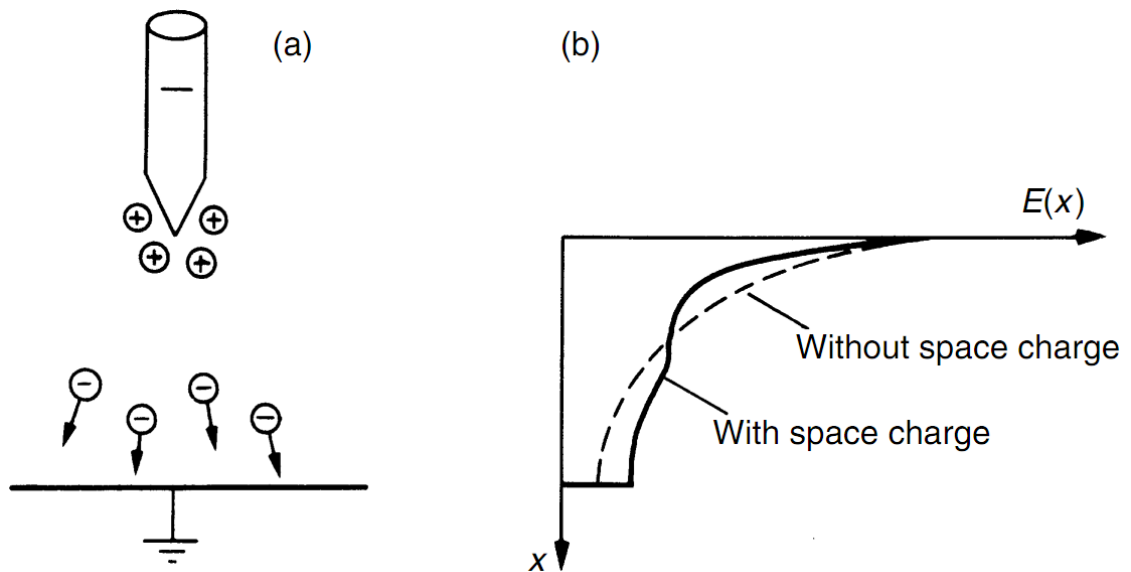 (a)
(b)
−
+
+
+
+
−
−
−
−
E(x)
Without space charge
With space charge
x